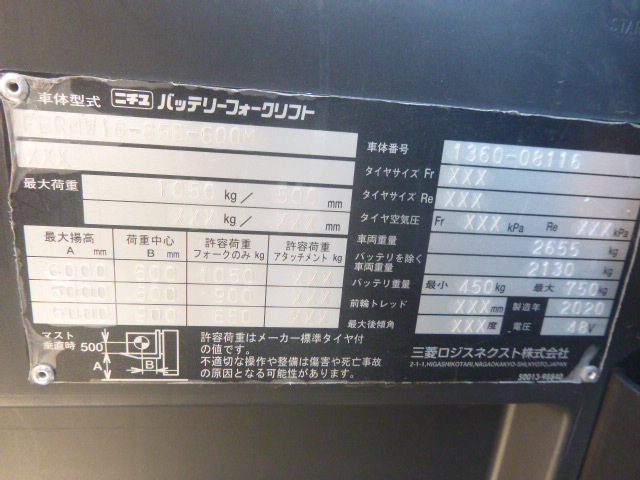 車体型式 ニチユ バッテリーフォークリフト
XXX
最大荷重 1050 kg / 500 mm
XXX kg / XXX mm
最大揚高 A mm 荷重中心 B mm 許容荷重 フォークのみ kg 許容荷重 アタッチメント kg
マスト垂直時 500 A B
許容荷重はメーカー標準タイヤ付
の値です。
不適切な操作や整備は傷害や死亡事故
の原因となる可能性があります。
車体番号 1360-08116
タイヤサイズ Fr XXX
タイヤサイズ Re XXX
タイヤ空気圧 Fr XXX kPa Re XXX kPa
車両重量 2655 kg
バッテリを除く車両重量 2130 kg
バッテリ重量 最小 450 kg 最大 750 kg
前輪トレッド XXX mm 製造年 2020
最大後傾角 XXX 度 電圧 48 V
三菱ロジスネクスト株式会社
2-1-1,HIGASHIKOTARI,NAGAOKAKYO-SHI,KYOTO,JAPAN